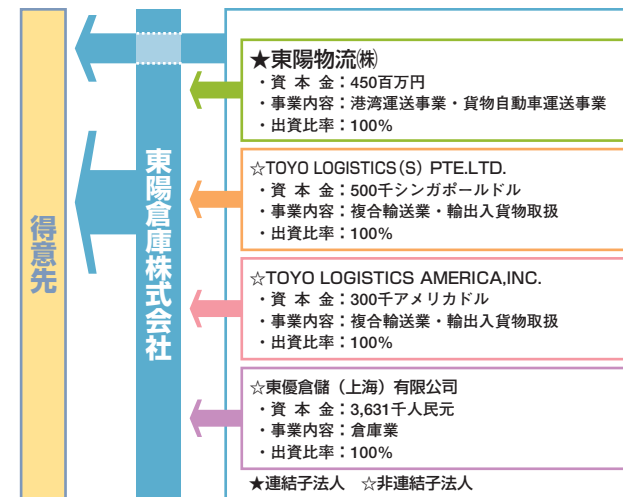 得意先
東陽倉庫株式会社
★東陽物流㈱
・資 本 金：450百万円
・事業内容：港湾運送事業・貨物自動車運送事業
・出資比率：100%
☆TOYO LOGISTICS(S) PTE.LTD.
・資 本 金：500千シンガポールドル
・事業内容：複合輸送業・輸出入貨物取扱
・出資比率：100%
☆TOYO LOGISTICS AMERICA,INC.
・資 本 金：300千アメリカドル
・事業内容：複合輸送業・輸出入貨物取扱
・出資比率：100%
☆東優倉儲（上海）有限公司
・資 本 金：3,631千人民元
・事業内容：倉庫業
・出資比率：100%
★連結子法人　☆非連結子法人